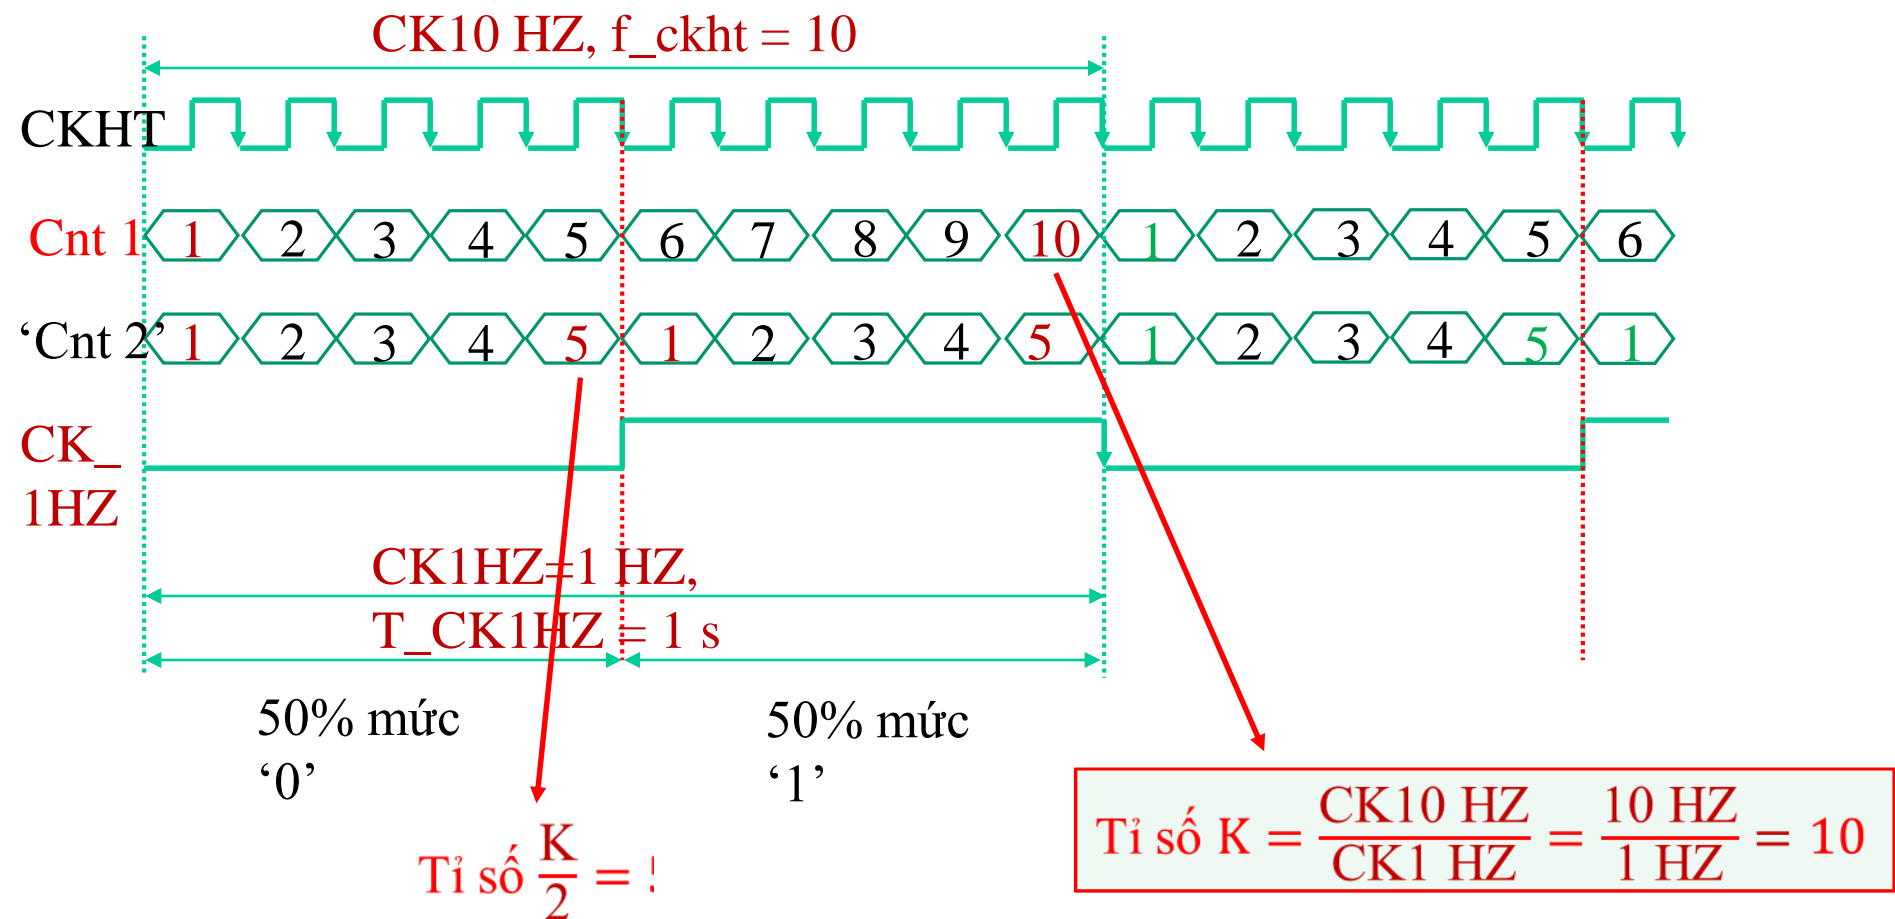 CK10 HZ, f_ckht = 10
CKHT
Cnt 1 1 2 3 4 5 6 7 8 9 10 1 2 3 4 5 6
‘Cnt 2’ 1 2 3 4 5 1 2 3 4 5 1 2 3 4 5 1
CK_
1HZ
CK1HZ=1 HZ,
T_CK1HZ = 1 s
50% mức
‘0’
50% mức
‘1’
Tỉ số K/2 =
Tỉ số K = CK10 HZ/CK1 HZ = 10 HZ/1 HZ = 10